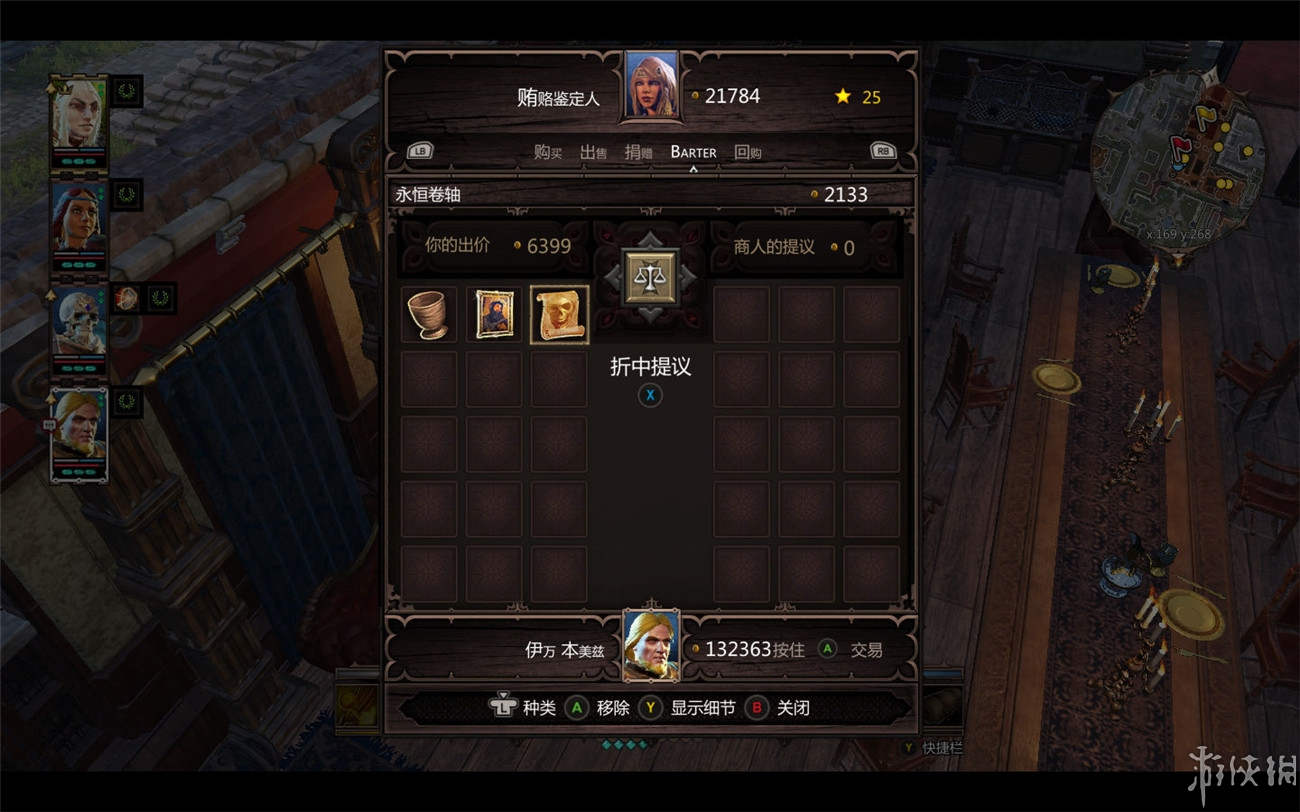 贿赂鉴定人
21784
25
LB
购买 出售 捐赠 BARTER 回购
RB
永恒卷轴 2133
你的出价 6399
商人的提议 0
折中提议
X
x:169 y:268
伊万 本美兹
132363 按住 A 交易
L 种类 A 移除 Y 显示细节 B 关闭
Y 快捷栏
游侠網